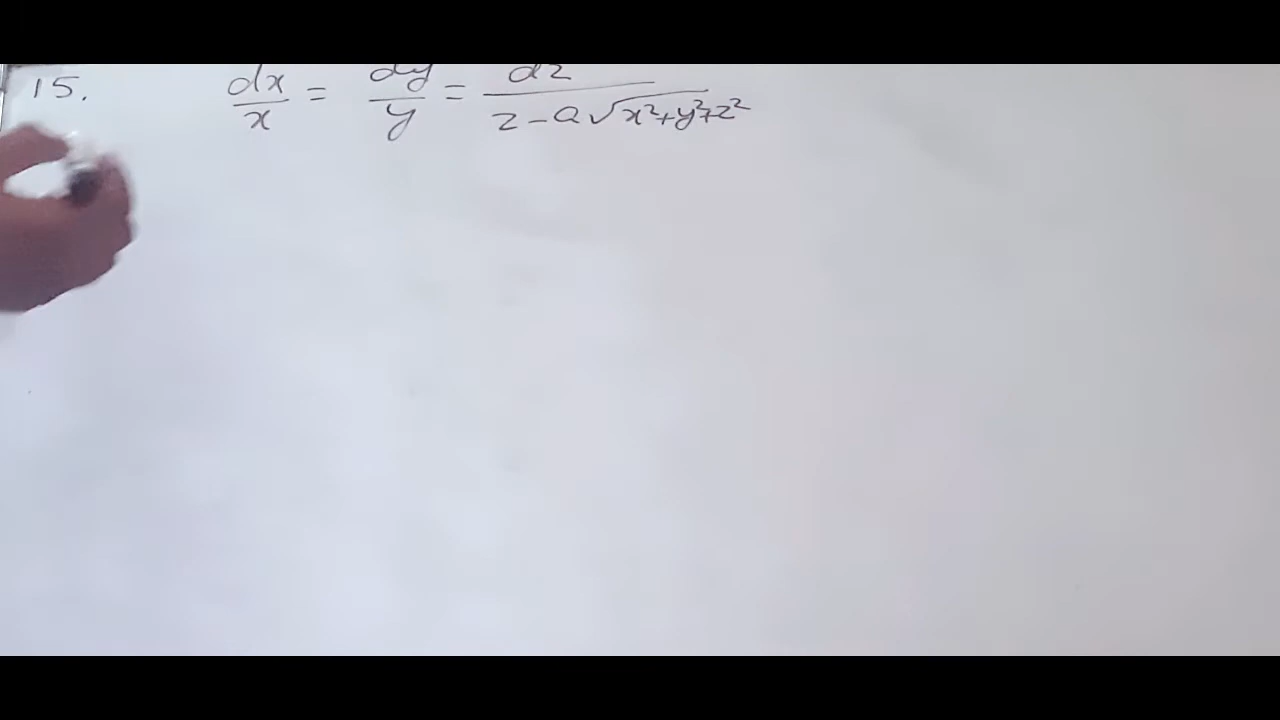 15. dx/x = dy/y = dz/(z-a√(x²+y²+z²))